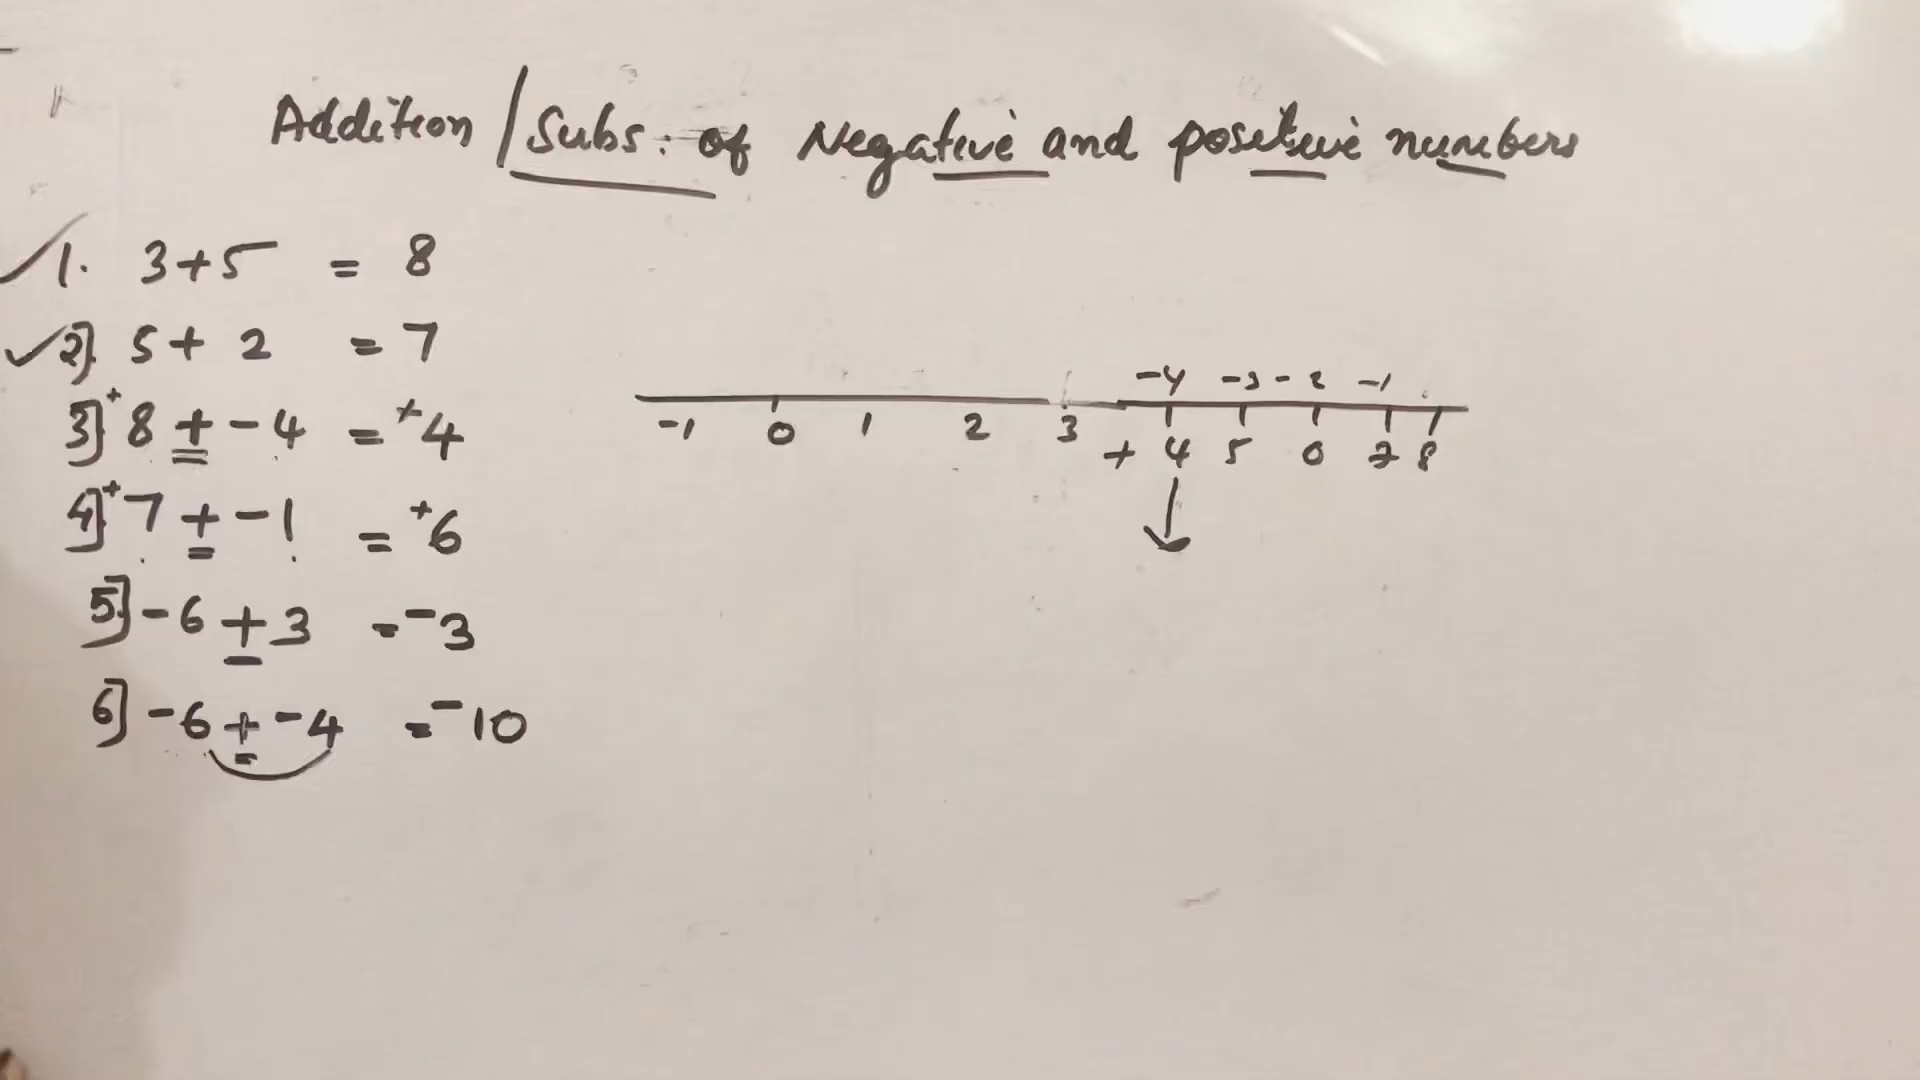 Addition / Subs. of Negative and positive numbers
1. 3+5 = 8
2] 5+ 2 = 7
3] +8 + -4 = +4
4] +7 + -1 = +6
5] -6 + 3 = -3
6] -6 + -4 = -10
-4 -3 -2 -1
-1 0 1 2 3 + 4 5 6 7 8